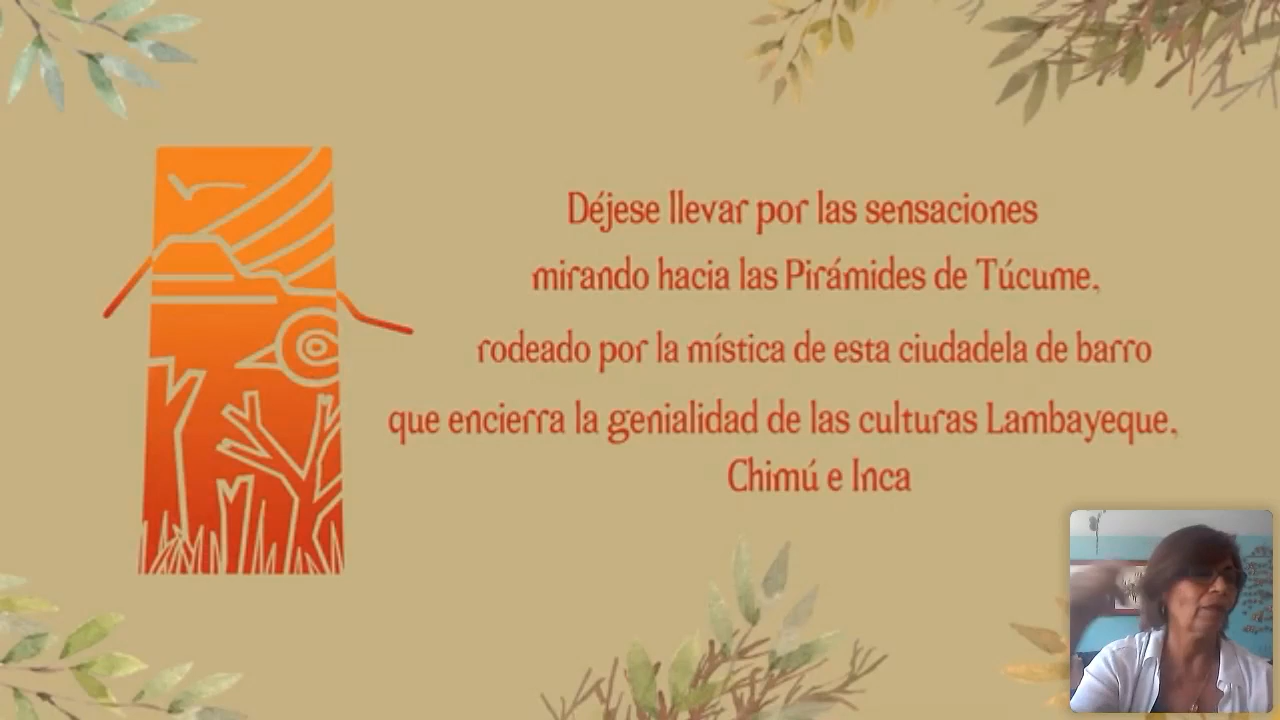 Déjese llevar por las sensaciones
mirando hacia las Pirámides de Túcume,
rodeado por la mística de esta ciudadela de barro
que encierra la genialidad de las culturas Lambayeque,
Chimú e Inca